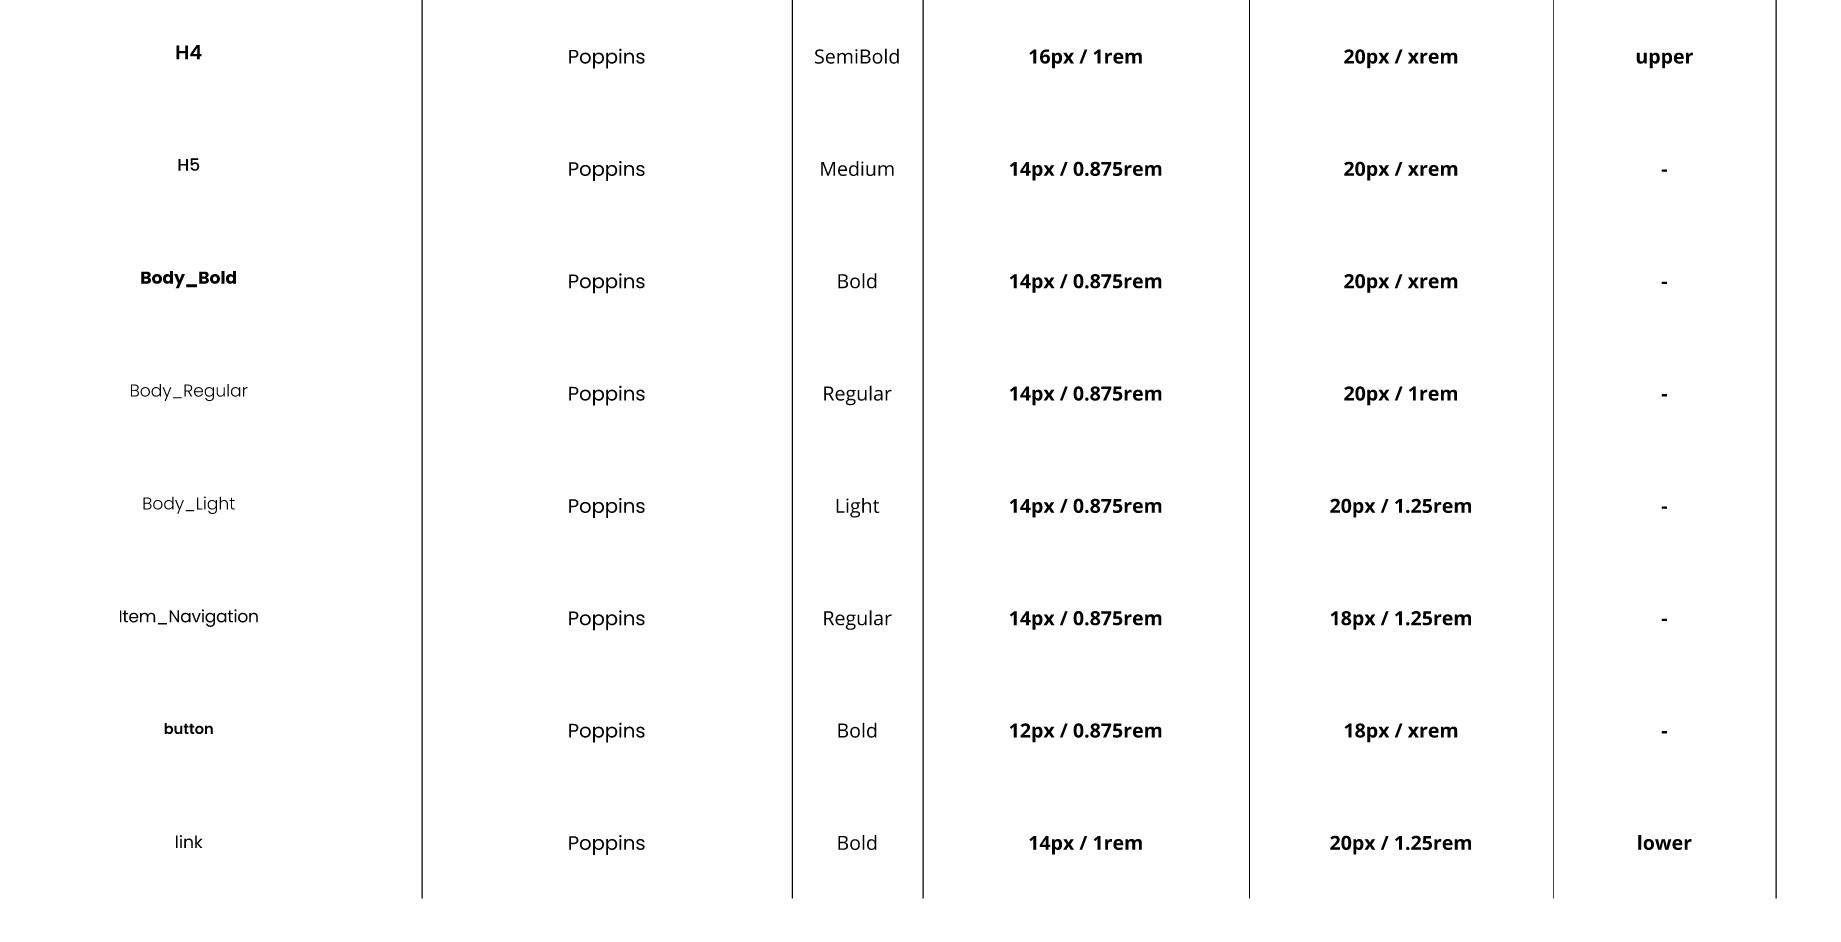 H4 Poppins SemiBold 16px / 1rem 20px / xrem upper
H5 Poppins Medium 14px / 0.875rem 20px / xrem -
Body_Bold Poppins Bold 14px / 0.875rem 20px / xrem -
Body_Regular Poppins Regular 14px / 0.875rem 20px / 1rem -
Body_Light Poppins Light 14px / 0.875rem 20px / 1.25rem -
Item_Navigation Poppins Regular 14px / 0.875rem 18px / 1.25rem -
button Poppins Bold 12px / 0.875rem 18px / xrem -
link Poppins Bold 14px / 1rem 20px / 1.25rem lower